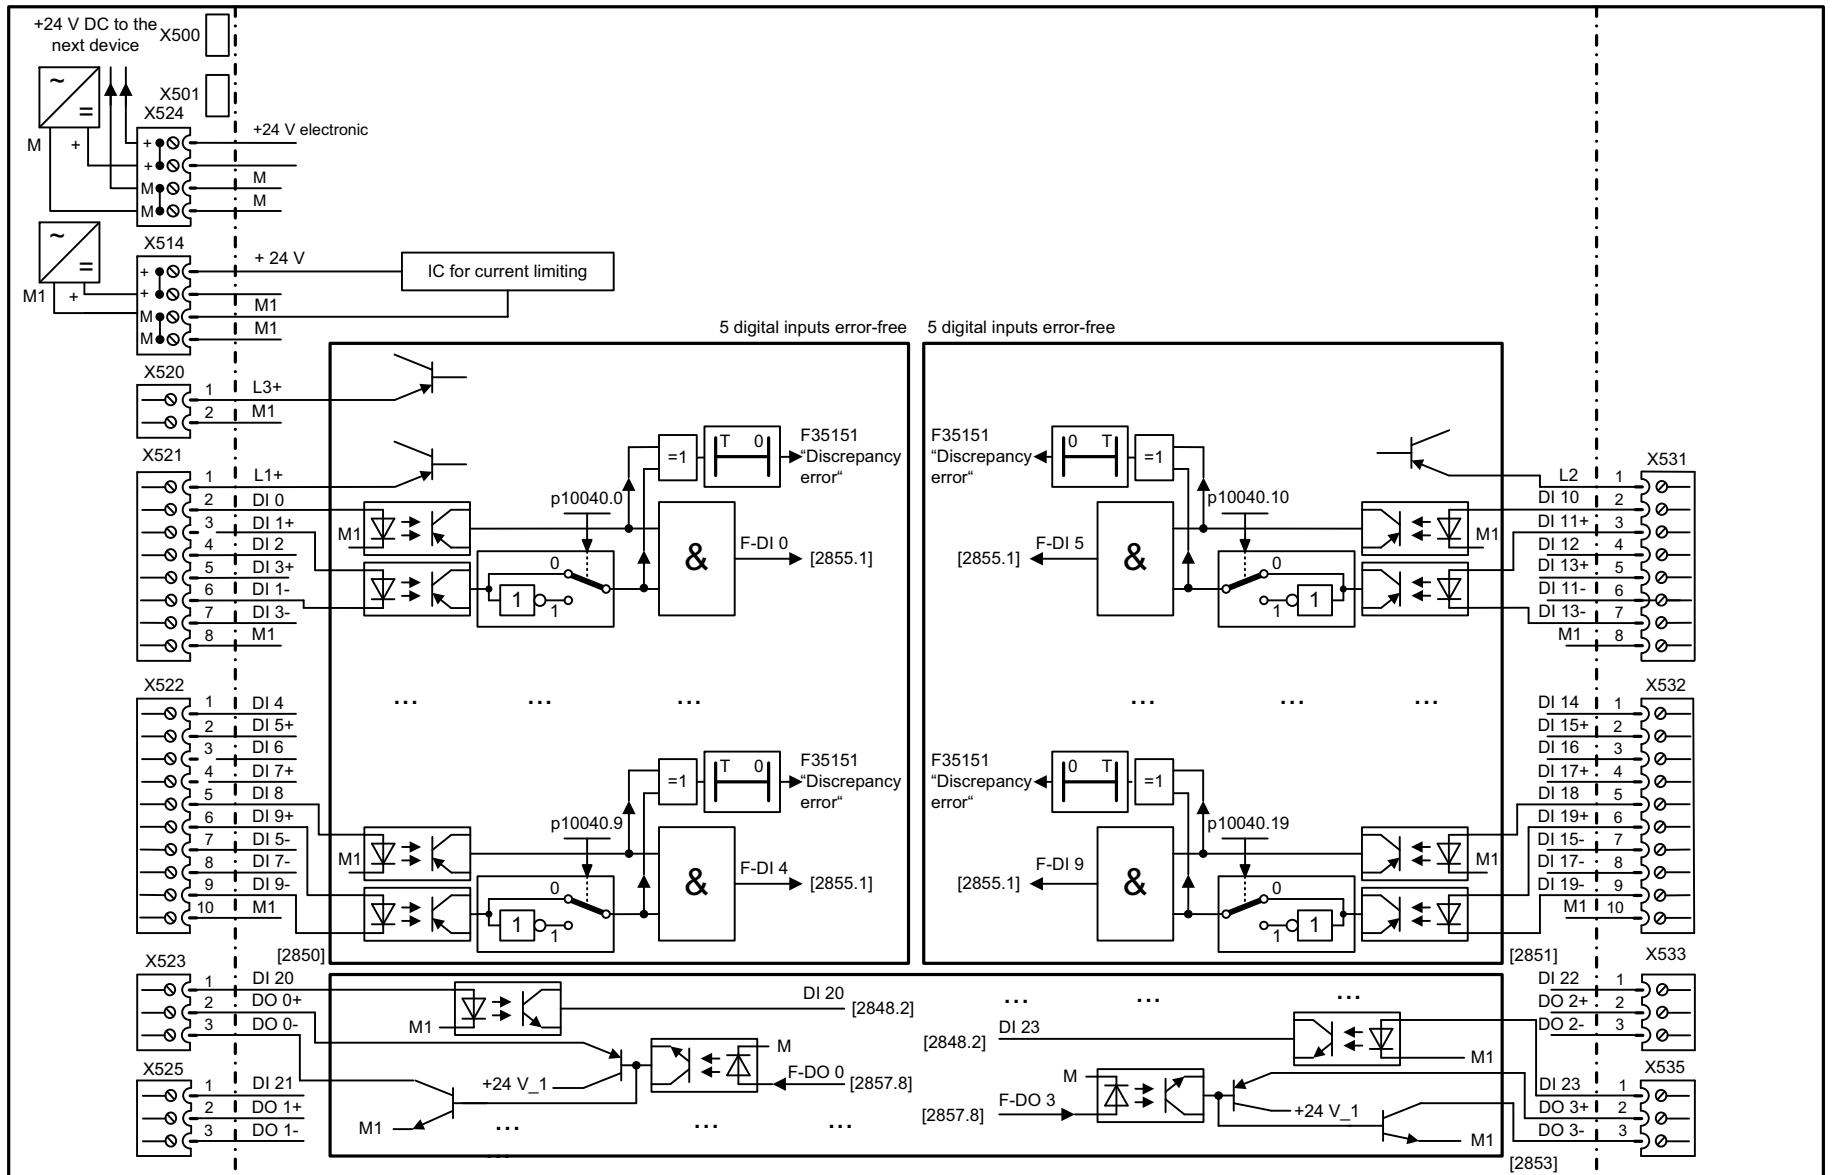 +24 V DC to the
next device
X500
X501
~
=
M
+
X524
+
+
M
M
+24 V electronic
M
M
~
=
M1
+
X514
+
+
M
M
+ 24 V
M1
M1
IC for current limiting
5 digital inputs error-free
5 digital inputs error-free
X520
1 L3+
2 M1
X521
1 L1+
2 DI 0
3 DI 1+
4 DI 2
5 DI 3+
6 DI 1-
7 DI 3-
8 M1
M1
p10040.0
0
1
1
=1
T 0
F35151
“Discrepancy
error“
&
F-DI 0
[2855.1]
F35151
“Discrepancy
error“
0 T
=1
p10040.10
[2855.1]
F-DI 5
&
0
1
1
M1
X531
L2 1
DI 10 2
DI 11+ 3
DI 12 4
DI 13+ 5
DI 11- 6
DI 13- 7
M1 8
... ... ...
... ... ...
X522
1 DI 4
2 DI 5+
3 DI 6
4 DI 7+
5 DI 8
6 DI 9+
7 DI 5-
8 DI 7-
9 DI 9-
10 M1
M1
p10040.9
0
1
1
=1
T 0
F35151
“Discrepancy
error“
&
F-DI 4
[2855.1]
[2850]
F35151
“Discrepancy
error“
0 T
=1
p10040.19
[2855.1]
F-DI 9
&
0
1
1
M1
[2851]
X532
DI 14 1
DI 15+ 2
DI 16 3
DI 17+ 4
DI 18 5
DI 19+ 6
DI 15- 7
DI 17- 8
DI 19- 9
M1 10
X523
1 DI 20
2 DO 0+
3 DO 0-
X525
1 DI 21
2 DO 1+
3 DO 1-
M1
DI 20
[2848.2]
+24 V_1
M
F-DO 0
[2857.8]
M1
... ... ...
...
... ... ...
DI 23
[2848.2]
M1
M
F-DO 3
[2857.8]
+24 V_1
M1
[2853]
X533
DI 22 1
DO 2+ 2
DO 2- 3
X535
DI 23 1
DO 3+ 2
DO 3- 3